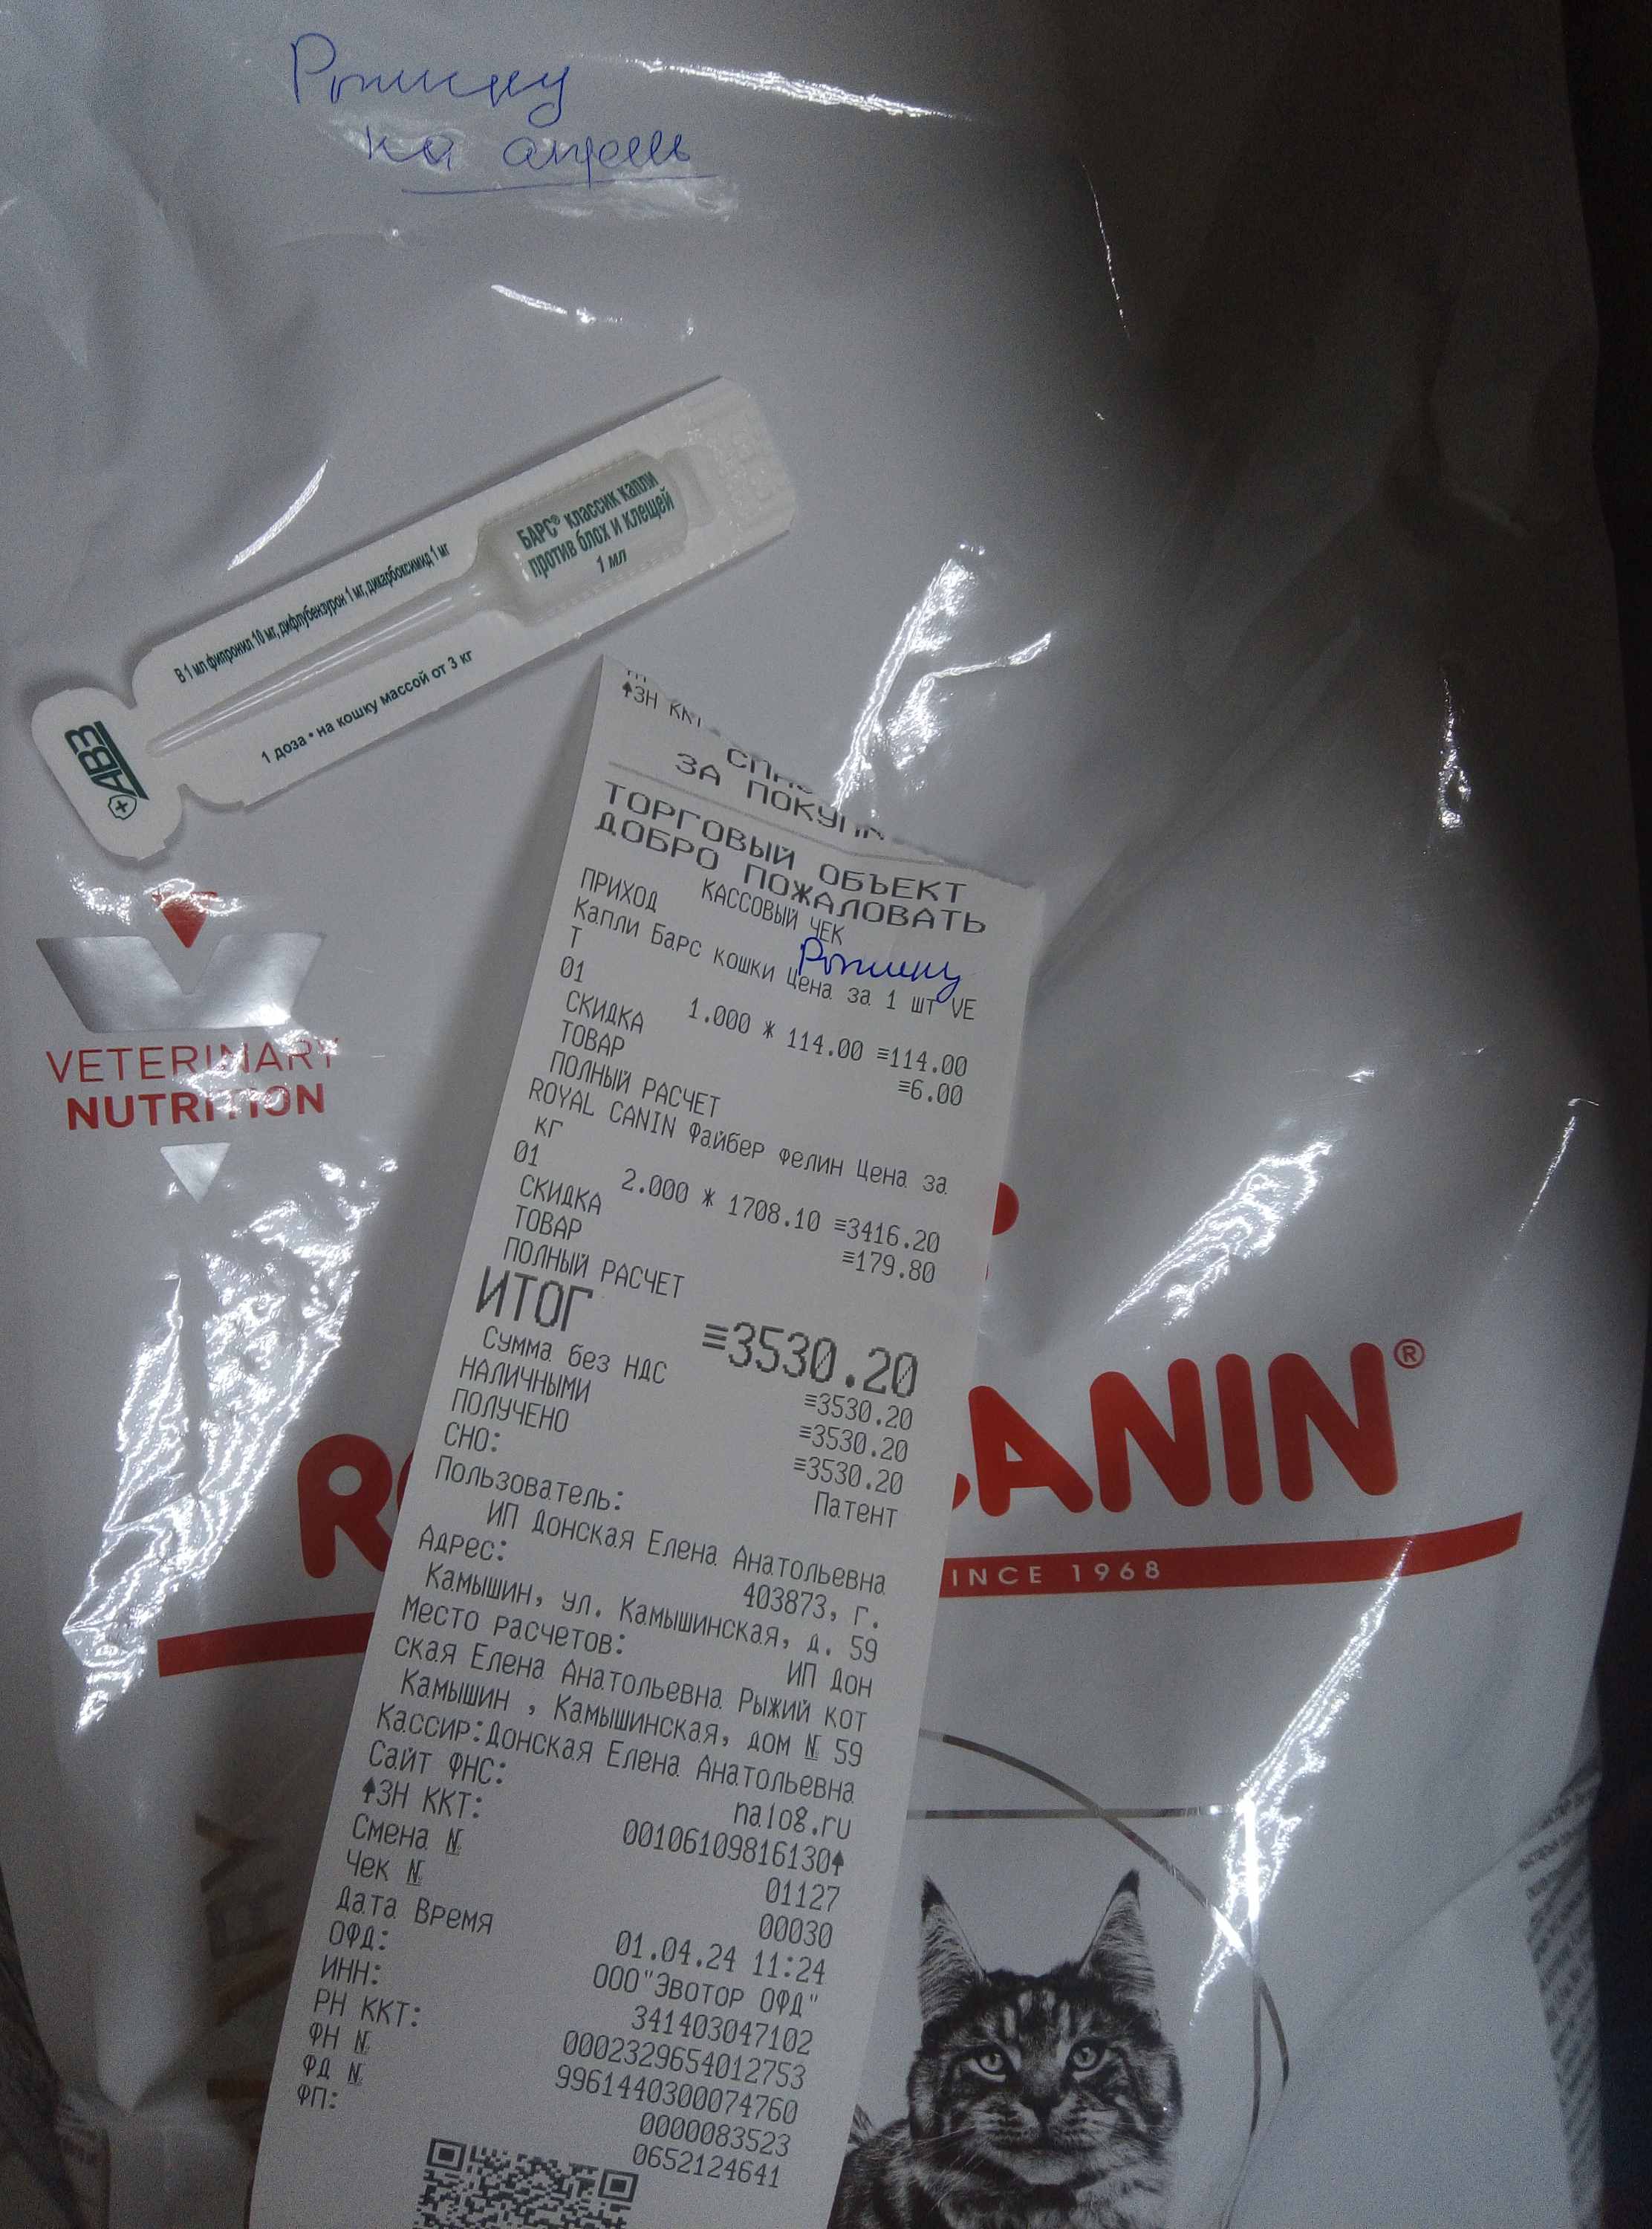 на апрель
БАРС® классик капли
против блох и клещей
1 мл
В 1 мл фипронил 10 мг, дифлубензурон 1 мг, дикарбоксимид 1 мг
1 доза • на кошку массой от 3 кг
АВЗ
↑ЗН ККТ
ЗА ПОКУП
ТОРГОВЫЙ ОБЪЕКТ
ДОБРО ПОЖАЛОВАТЬ
КАССОВЫЙ ЧЕК
ПРИХОД
Капли Барс кошки цена за 1 шт VE
T
01 1.000 * 114.00 ≡114.00
СКИДКА ≡6.00
ТОВАР
ПОЛНЫЙ РАСЧЕТ
ROYAL CANIN Файбер фелин цена за
кг
01 2.000 * 1708.10 ≡3416.20
СКИДКА ≡179.80
ТОВАР
ПОЛНЫЙ РАСЧЕТ
ИТОГ ≡3530.20
Сумма без НДС ≡3530.20
НАЛИЧНЫМИ ≡3530.20
ПОЛУЧЕНО ≡3530.20
СНО: Патент
Пользователь:
ИП Донская Елена Анатольевна
Адрес: 403873, г.
Камышин, ул. Камышинская, д. 59
Место расчетов: ИП Дон
ская Елена Анатольевна Рыжий кот
Камышин , Камышинская, дом № 59
Кассир:Донская Елена Анатольевна
Сайт ФНС: nalog.ru
↑ЗН ККТ: 00106109816130↑
Смена № 01127
Чек № 00030
Дата Время 01.04.24 11:24
ОФД: ООО"Эвотор ОФД"
ИНН: 341403047102
РН ККТ: 0002329654012753
ФН № 9961440300074760
ФД № 0000083523
ФП: 0652124641
VETERINARY
NUTRITION
R ANIN®
INCE 1968